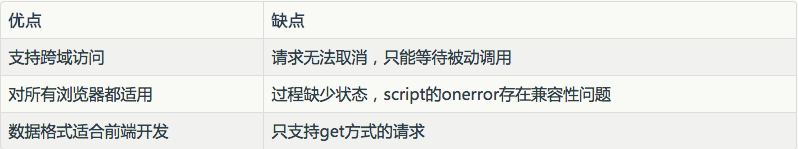 优点 缺点
支持跨域访问 请求无法取消，只能等待被动调用
对所有浏览器都适用 过程缺少状态，script的onerror存在兼容性问题
数据格式适合前端开发 只支持get方式的请求